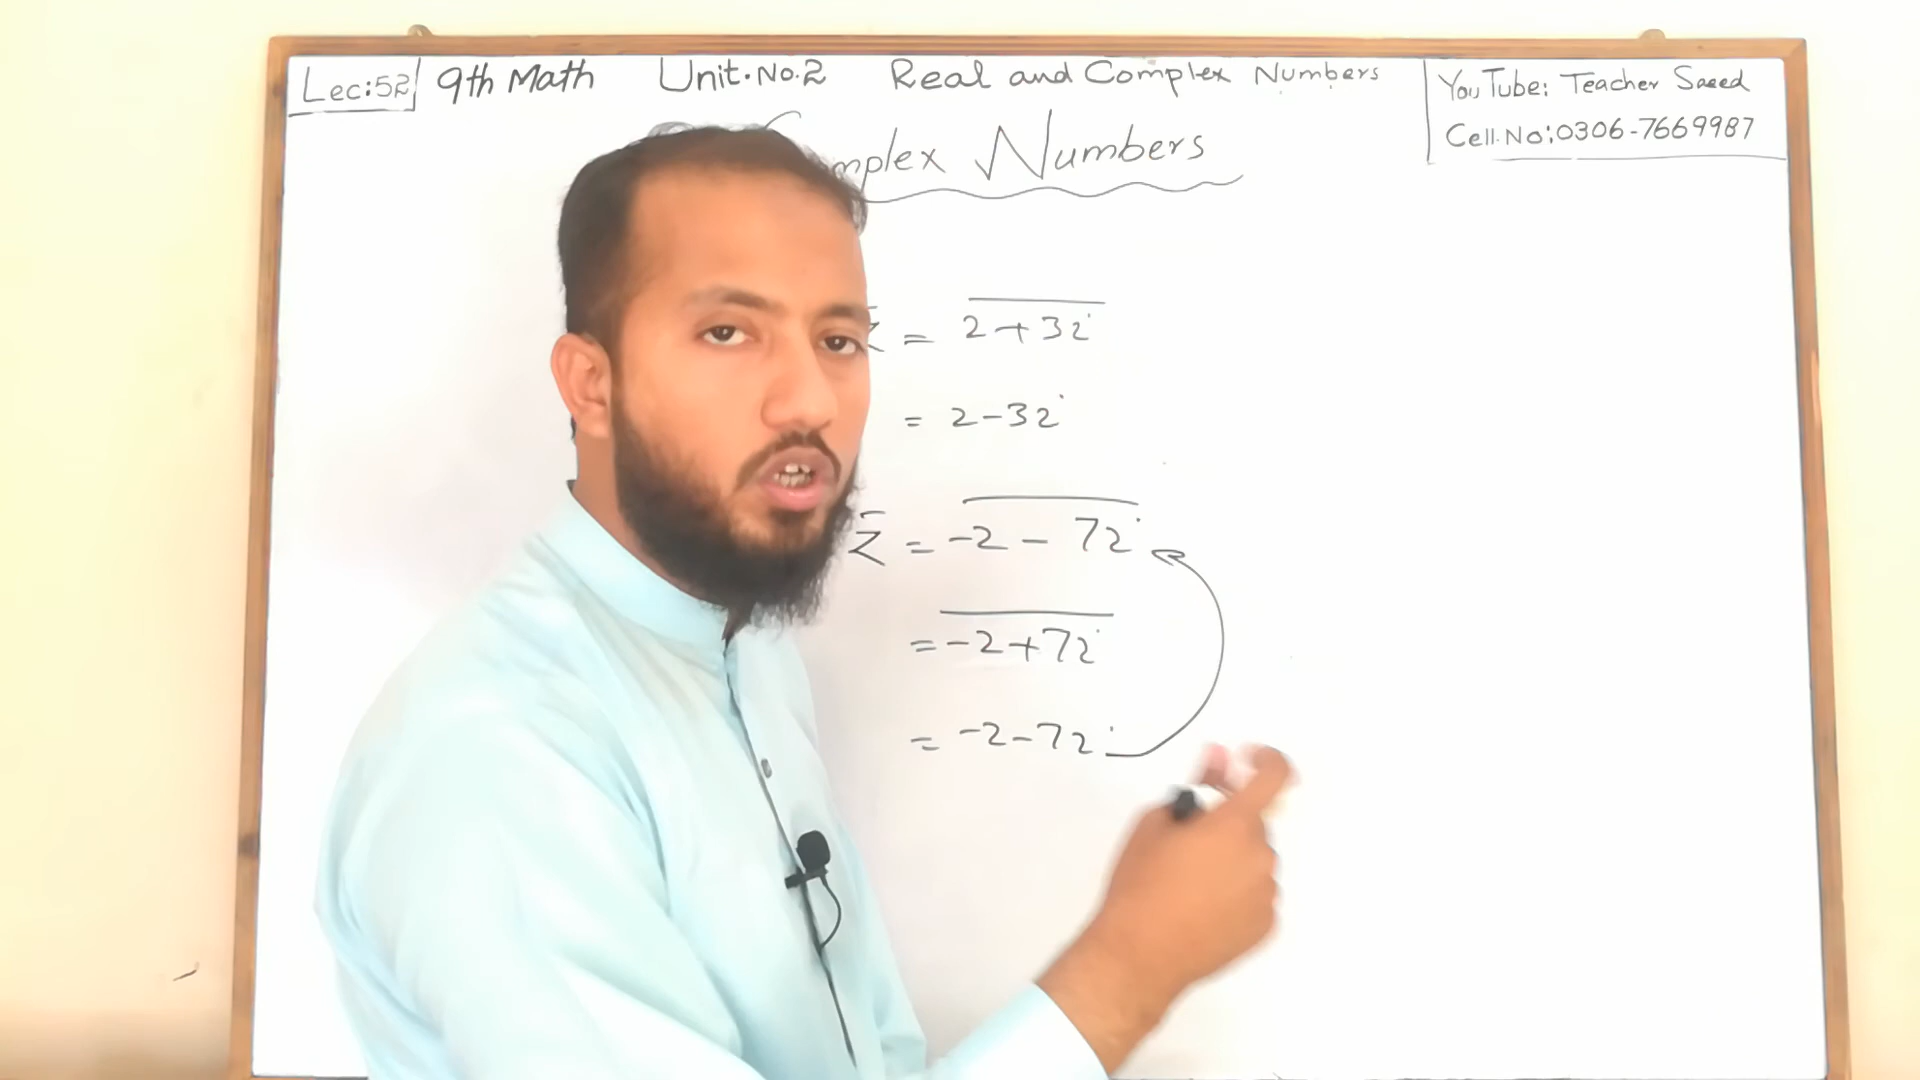 Lec:52 9th Math Unit.No.2 Real and Complex Numbers
YouTube: Teacher Saeed
Cell.No:0306-7669987
Numbers
= 2+3i
= 2-3i
z̄ = -2 - 7i
= -2+7i
= -2-7i